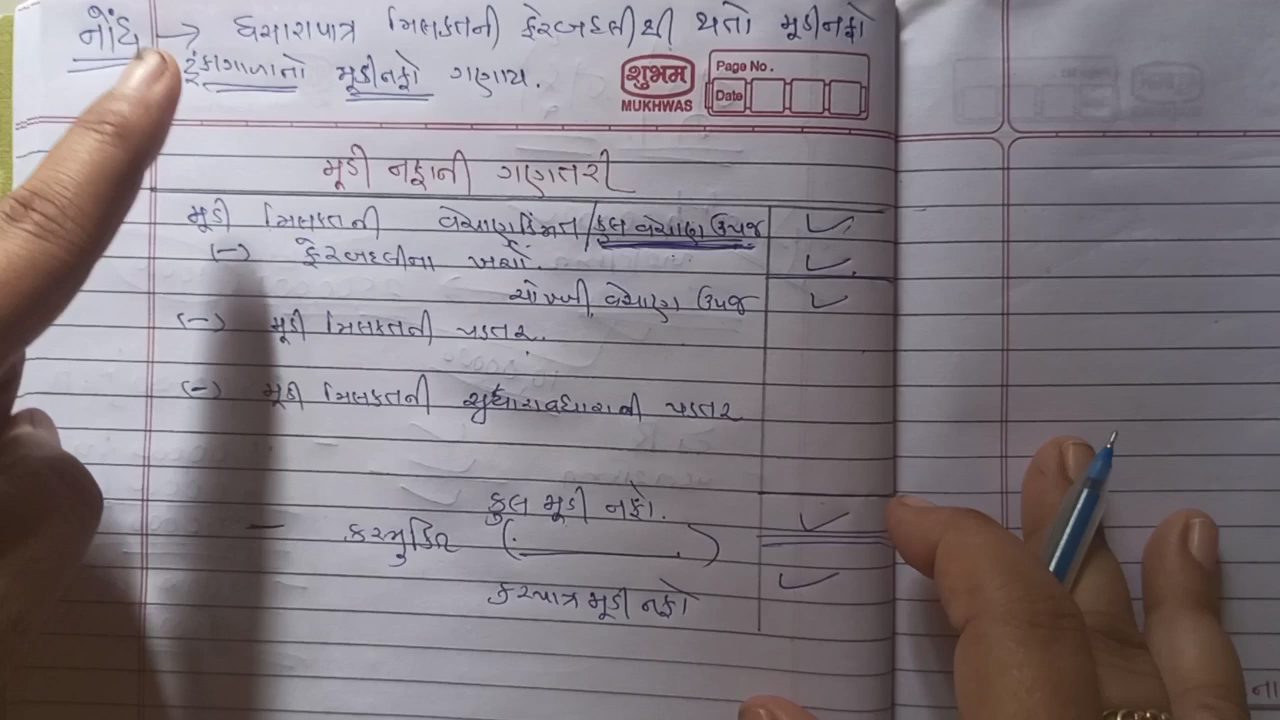 નોંધ → ઘસારાપાત્ર મિલકતની ફેરબદલીથી થતો મૂડીનફો
ટૂંકાગાળાનો મૂડીનફો ગણાય.
शुभम
MUKHWAS
Page No.
Date
મૂડી નફાની ગણતરી
મૂડી મિલકતની વેચાણકિંમત/કુલ વેચાણ ઉપજ ✓
(-) ફેરબદલીના ખર્ચો. ✓
ચોખ્ખી વેચાણ ઉપજ ✓
(-) મૂડી મિલકતની પડતર.
(-) મૂડી મિલકતની સુધારાવધારાની પડતર
કુલ મૂડી નફો. ✓
- કરમુક્તિ ( )
કરપાત્ર મૂડી નફો ✓
ના